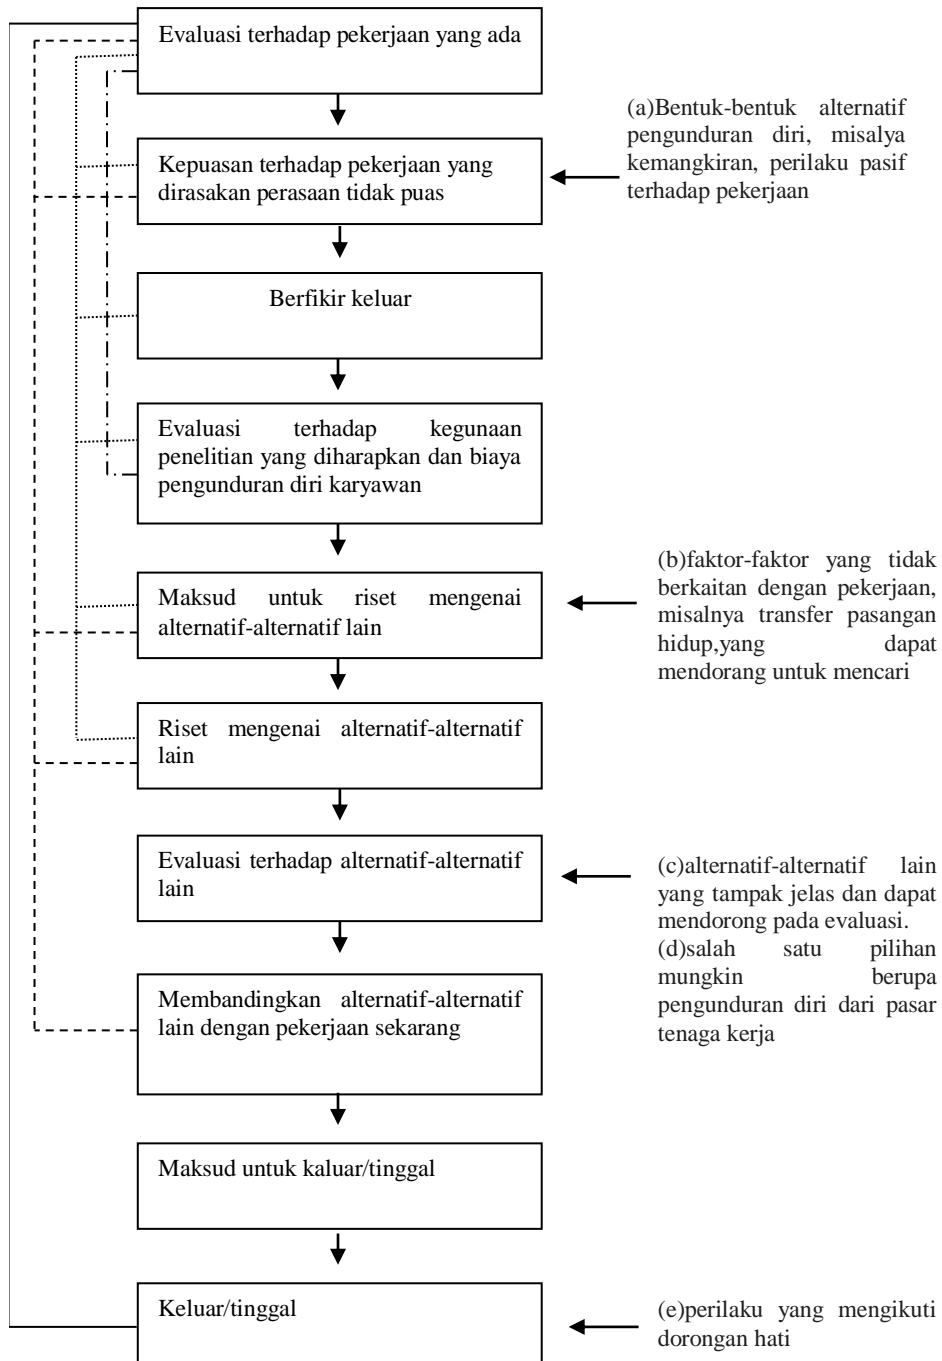 Evaluasi terhadap pekerjaan yang ada
(a)Bentuk-bentuk alternatif
pengunduran diri, misalya
kemangkiran, perilaku pasif
terhadap pekerjaan
Kepuasan terhadap pekerjaan yang
dirasakan perasaan tidak puas
Berfikir keluar
Evaluasi terhadap kegunaan
penelitian yang diharapkan dan biaya
pengunduran diri karyawan
(b)faktor-faktor yang tidak
berkaitan dengan pekerjaan,
misalnya transfer pasangan
hidup,yang dapat
mendorang untuk mencari
Maksud untuk riset mengenai
alternatif-alternatif lain
Riset mengenai alternatif-alternatif
lain
Evaluasi terhadap alternatif-alternatif
lain
(c)alternatif-alternatif lain
yang tampak jelas dan dapat
mendorong pada evaluasi.
(d)salah satu pilihan
mungkin berupa
pengunduran diri dari pasar
tenaga kerja
Membandingkan alternatif-alternatif
lain dengan pekerjaan sekarang
Maksud untuk kaluar/tinggal
Keluar/tinggal
(e)perilaku yang mengikuti
dorongan hati